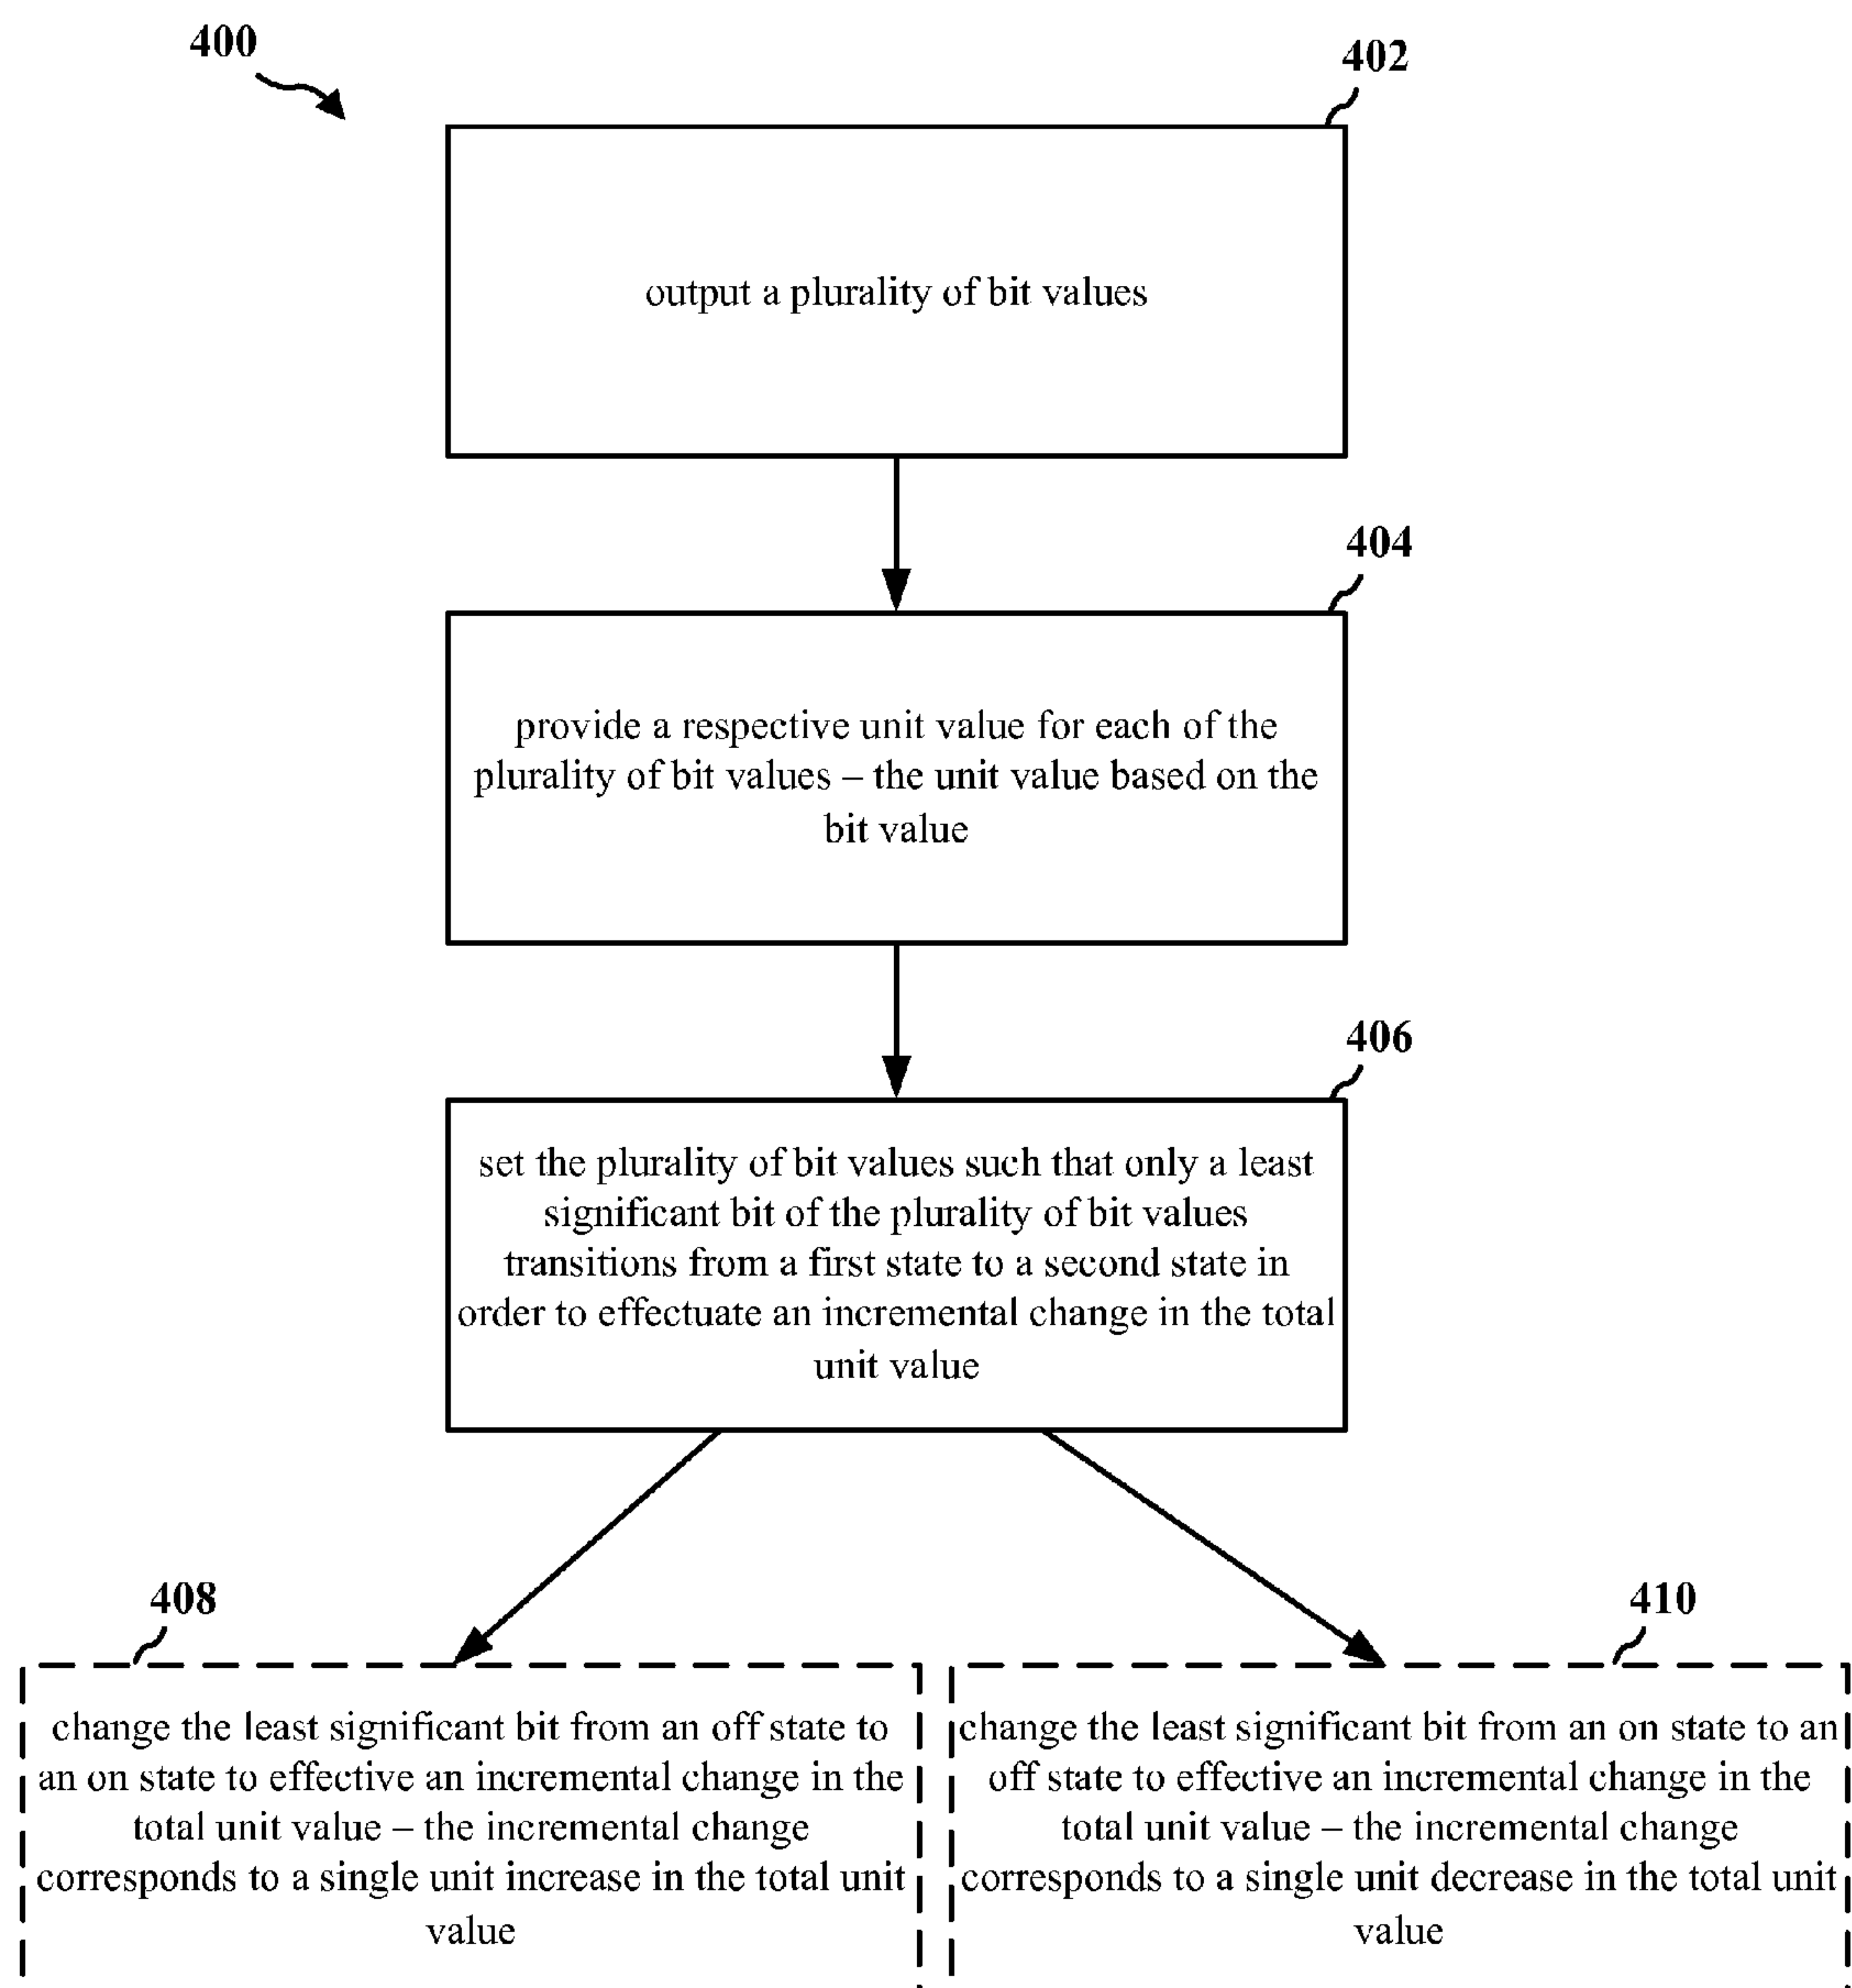 400
402
output a plurality of bit values
404
provide a respective unit value for each of the
plurality of bit values – the unit value based on the
bit value
406
set the plurality of bit values such that only a least
significant bit of the plurality of bit values
transitions from a first state to a second state in
order to effectuate an incremental change in the total
unit value
408
change the least significant bit from an off state to
an on state to effective an incremental change in the
total unit value – the incremental change
corresponds to a single unit increase in the total unit
value
410
change the least significant bit from an on state to an
off state to effective an incremental change in the
total unit value – the incremental change
corresponds to a single unit decrease in the total unit
value